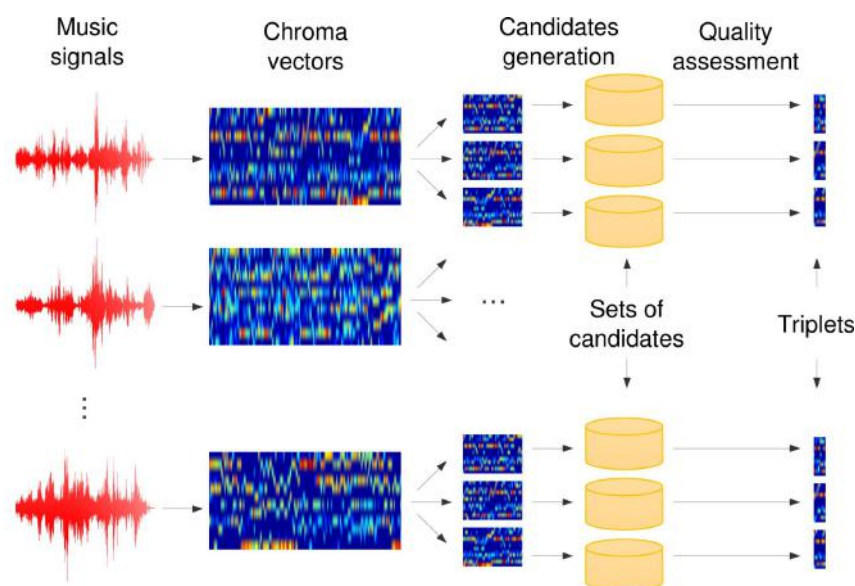 Music
signals
Chroma
vectors
Candidates
generation
Quality
assessment
...
Sets of
candidates
Triplets
⋮